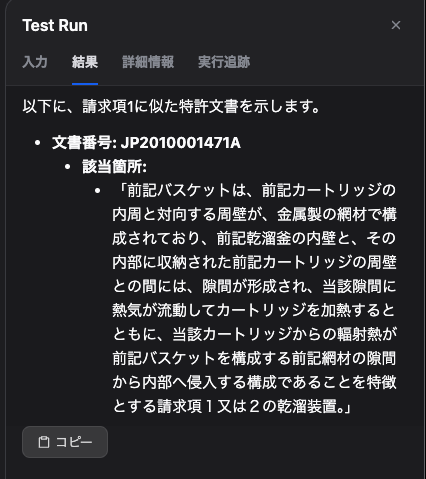 Test Run
入力 結果 詳細情報 実行追跡
以下に、請求項1に似た特許文書を示します。
文書番号: JP2010001471A
該当箇所:
「前記バスケットは、前記カートリッジの
内周と対向する周壁が、金属製の網材で構
成されており、前記乾溜釜の内壁と、その
内部に収納された前記カートリッジの周壁
との間には、隙間が形成され、当該隙間に
熱気が流動してカートリッジを加熱すると
ともに、当該カートリッジからの輻射熱が
前記バスケットを構成する前記網材の隙間
から内部へ侵入する構成であることを特徴
とする請求項１又は２の乾溜装置。」
コピー